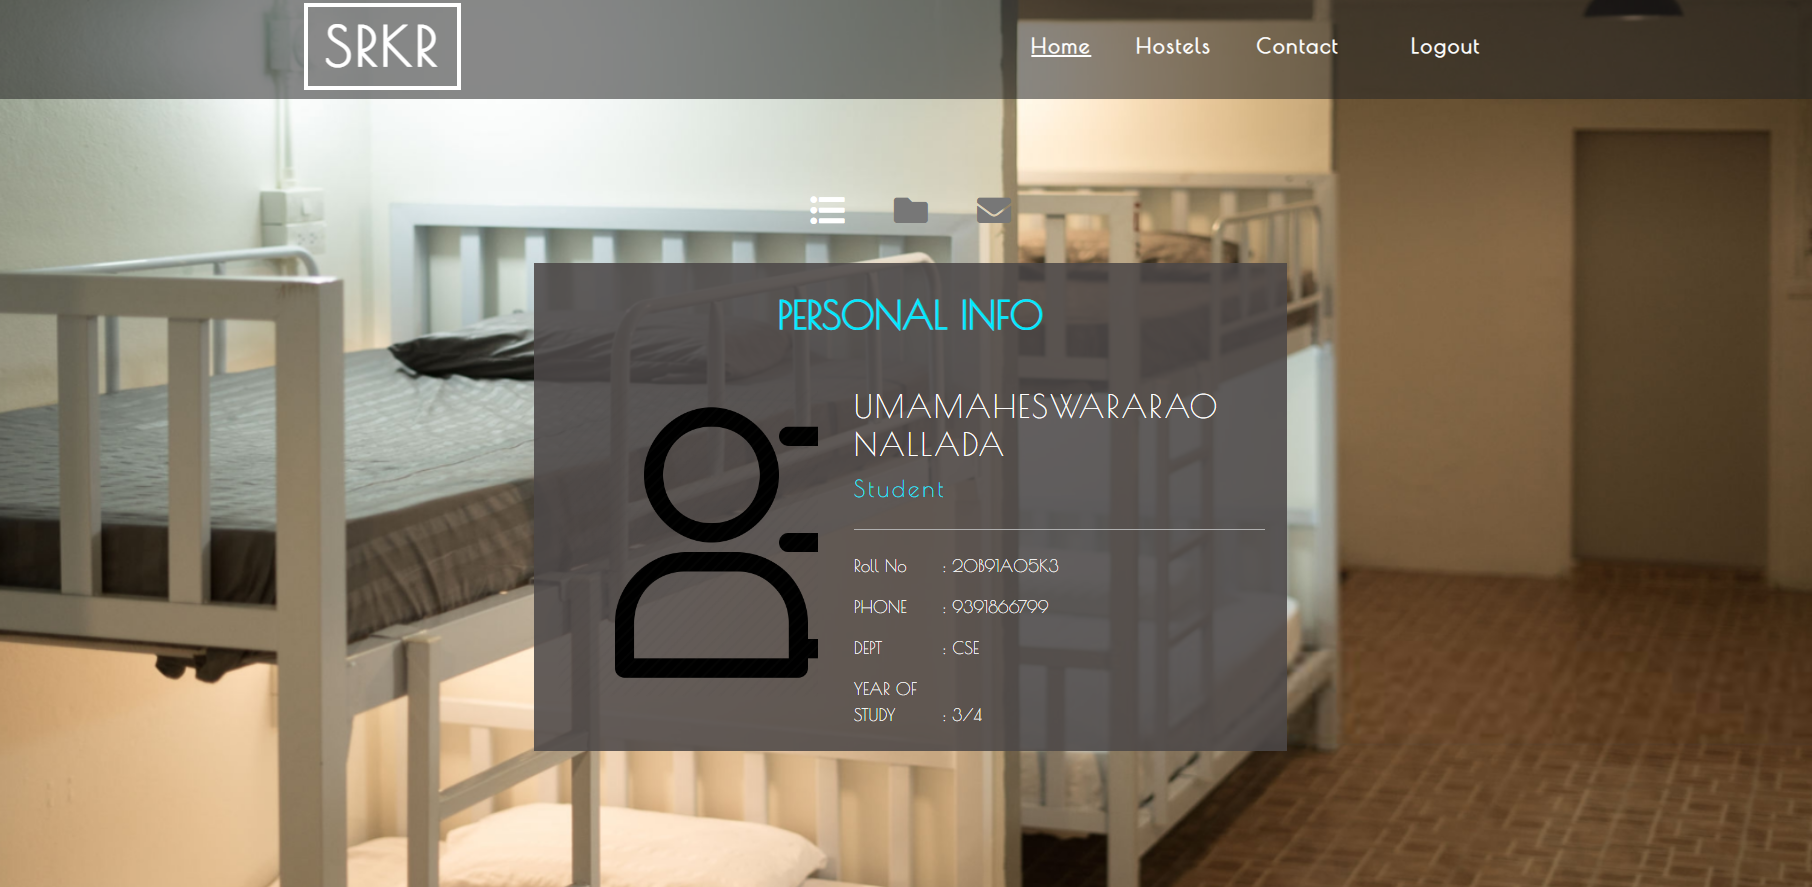 SRKR
Home Hostels Contact Logout
PERSONAL INFO
UMAMAHESWARARAO
NALLADA
Student
Roll No : 20B91A05K3
PHONE : 9391866799
DEPT : CSE
YEAR OF
STUDY : 3/4